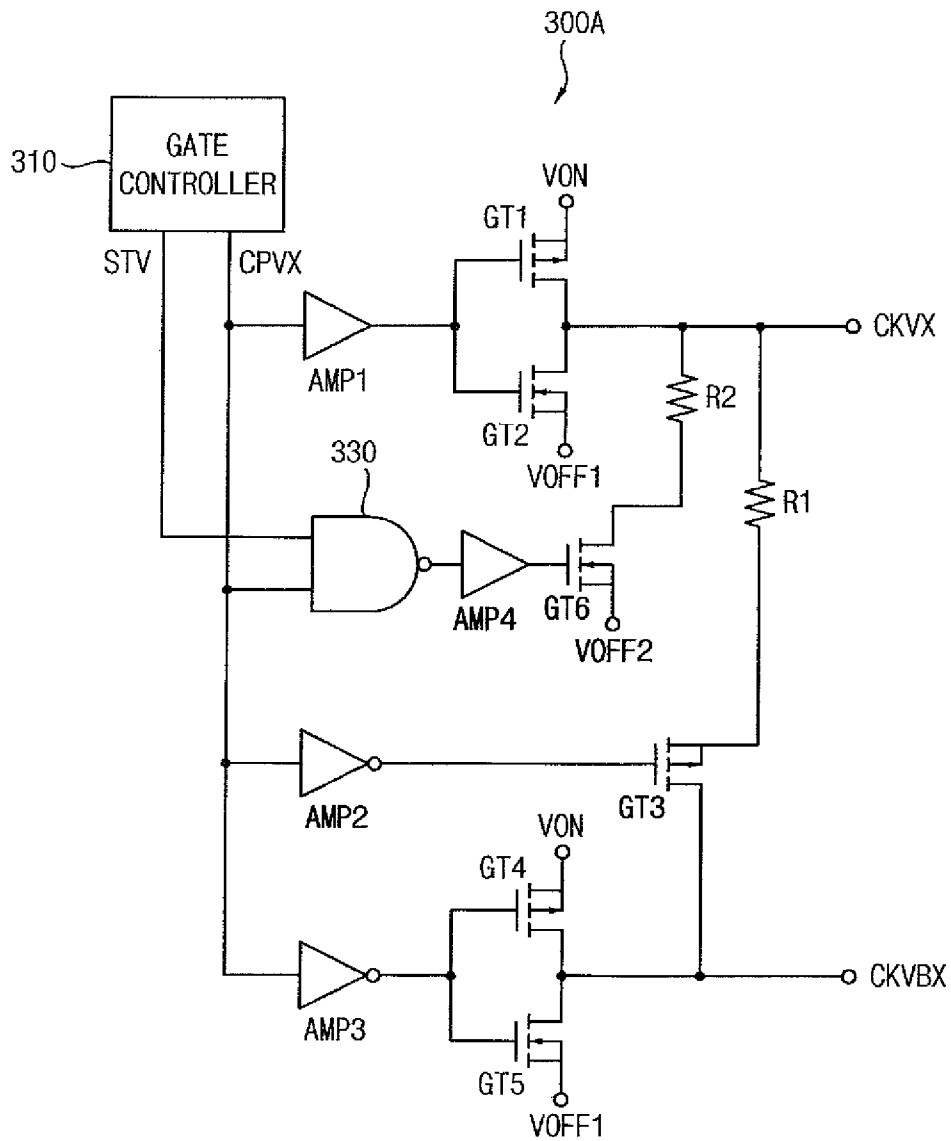 300A
310
GATE
CONTROLLER
STV
CPVX
VON
GT1
AMP1
GT2
VOFF1
CKVX
R2
R1
330
AMP4
GT6
VOFF2
AMP2
GT3
VON
GT4
AMP3
GT5
VOFF1
CKVBX